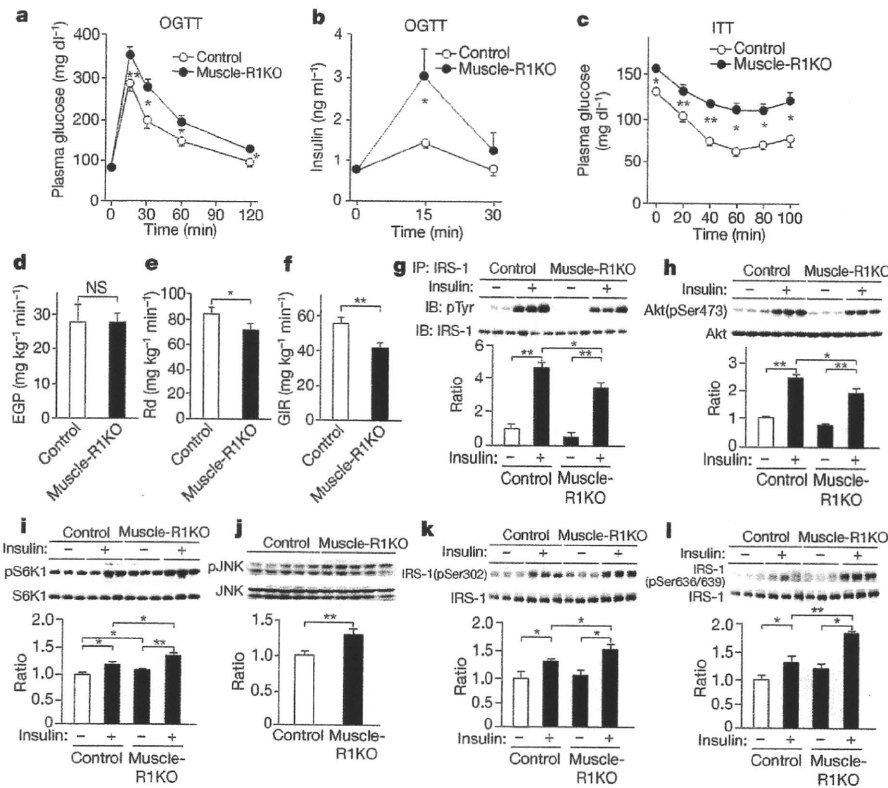 a OGTT
Plasma glucose (mg dl⁻¹)
400
300
200
100
0
Control
Muscle-R1KO
**
*
*
*
0 30 60 120
Time (min)
b OGTT
Insulin (ng ml⁻¹)
4
3
2
1
0
Control
Muscle-R1KO
*
0 15 30
Time (min)
c ITT
Plasma glucose
(mg dl⁻¹)
150
100
50
0
Control
Muscle-R1KO
* ** ** * * *
0 20 40 60 80 100
Time (min)
d
EGP (mg kg⁻¹ min⁻¹)
30
20
10
0
NS
Control
Muscle-R1KO
e
Rd (mg kg⁻¹ min⁻¹)
100
80
60
40
20
0
*
Control
Muscle-R1KO
f
GIR (mg kg⁻¹ min⁻¹)
80
60
40
20
0
**
Control
Muscle-R1KO
g IP: IRS-1 Control Muscle-R1KO
Insulin: − + − +
IB: pTyr
IB: IRS-1
Ratio
6
4
2
0
** * **
Insulin: − + − +
Control Muscle-
R1KO
h Control Muscle-R1KO
Insulin: − + − +
Akt(pSer473)
Akt
Ratio
3
2
1
0
** * **
Insulin: − + − +
Control Muscle-
R1KO
i Control Muscle-R1KO
Insulin: − + − +
pS6K1
S6K1
Ratio
2.0
1.5
1.0
0.5
0
* * * **
Insulin: − + − +
Control Muscle-
R1KO
j Control Muscle-R1KO
pJNK
JNK
Ratio
1.5
1.0
0.5
0
**
Control Muscle-
R1KO
k Control Muscle-R1KO
Insulin: − + − +
IRS-1(pSer302)
IRS-1
Ratio
2.0
1.5
1.0
0.5
0
* * *
Insulin: − + − +
Control Muscle-
R1KO
l Control Muscle-R1KO
Insulin: − + − +
IRS-1
(pSer636/639)
IRS-1
Ratio
2.0
1.5
1.0
0.5
0
* ** *
Insulin: − + − +
Control Muscle-
R1KO